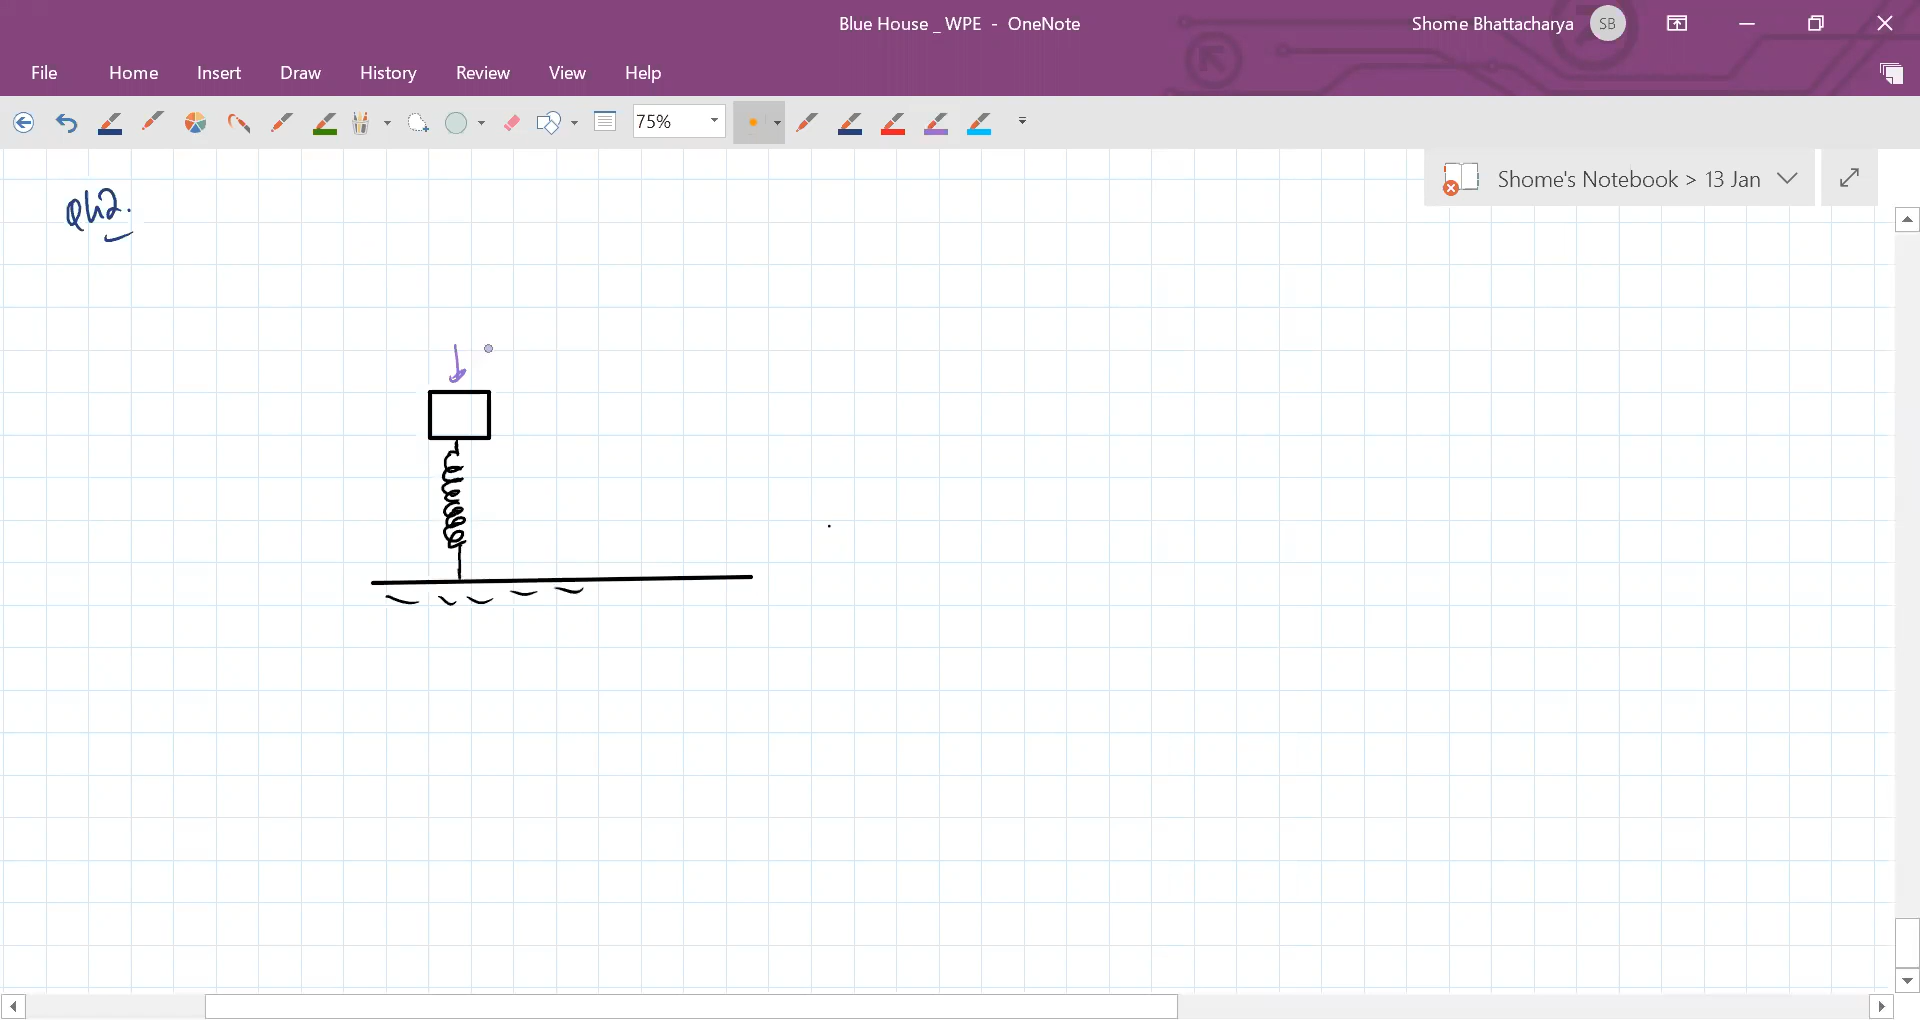 Blue House _ WPE - OneNote
Shome Bhattacharya SB
File Home Insert Draw History Review View Help
75%
Shome's Notebook > 13 Jan
Q42.